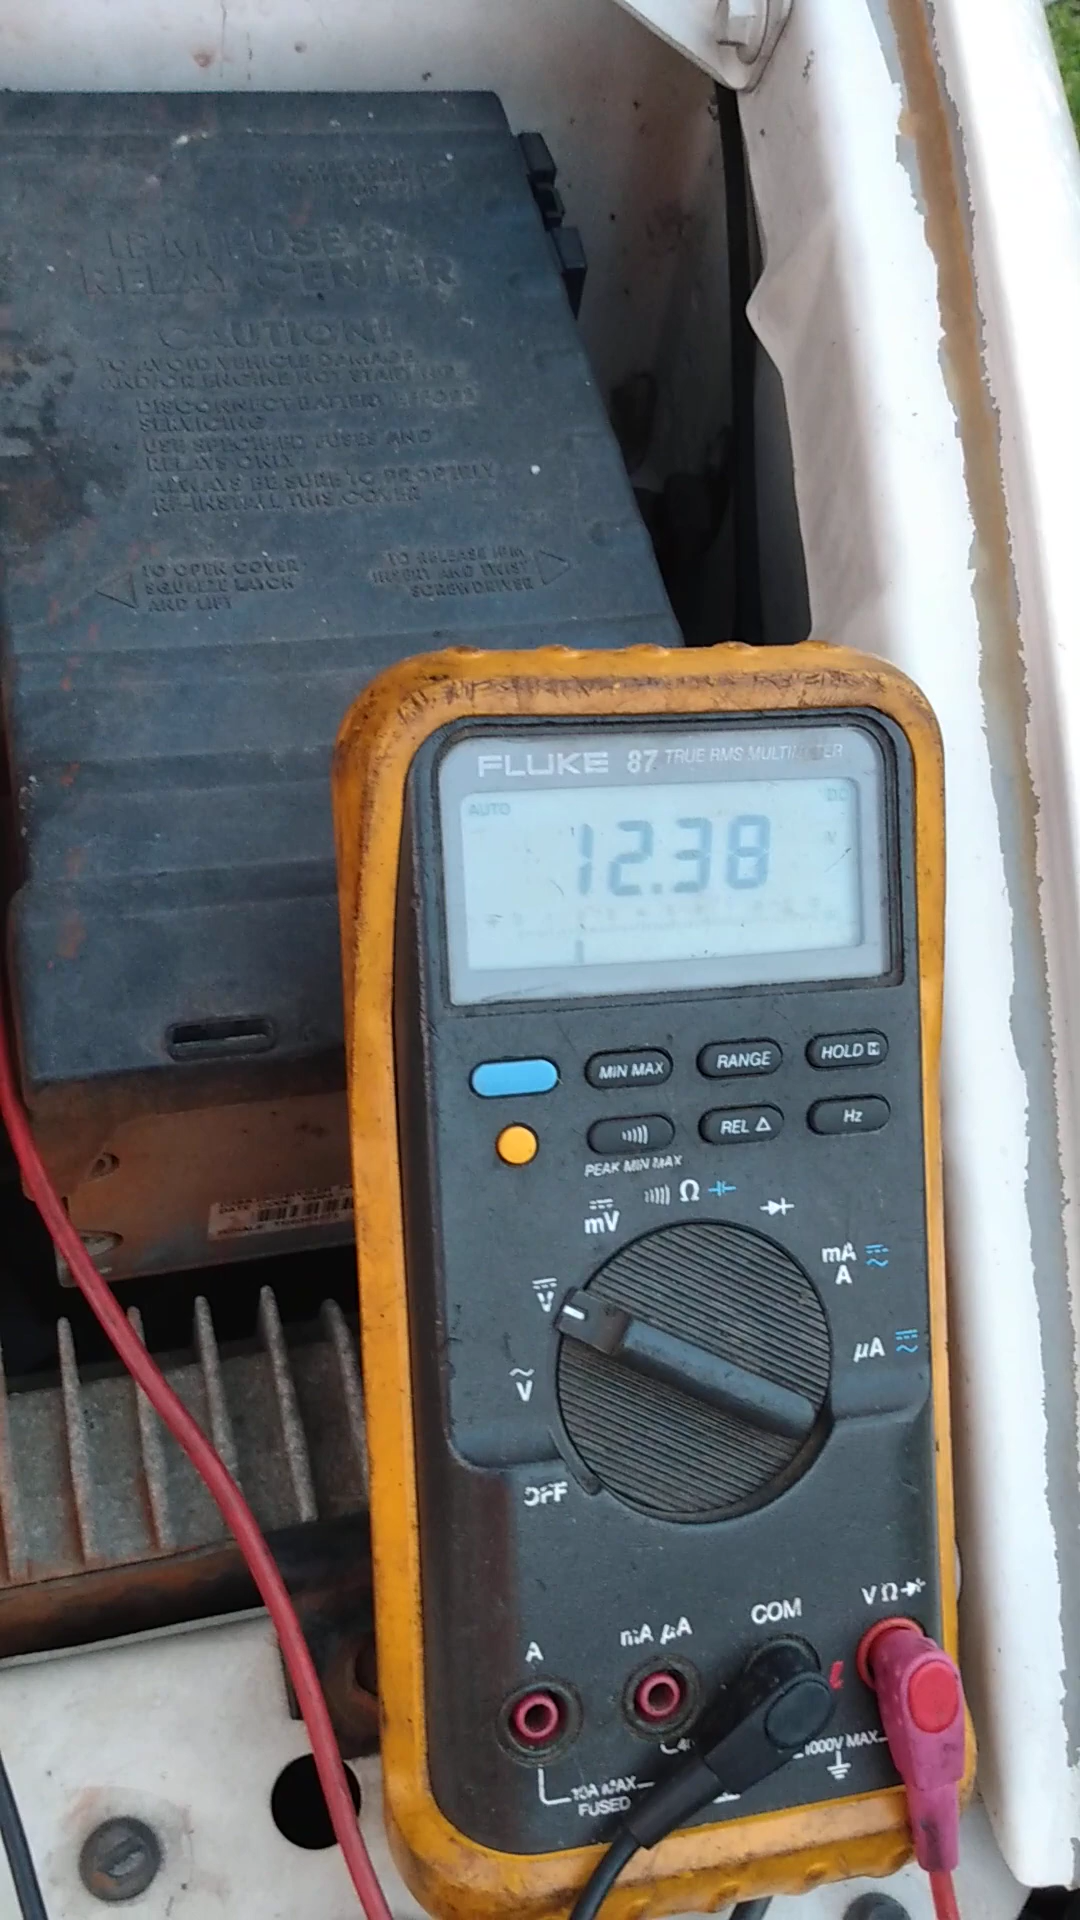 IPM FUSE &
RELAY CENTER
CAUTION!
TO AVOID VEHICLE DAMAGE
AND/OR ENGINE NOT STARTING
DISCONNECT BATTERY BEFORE
SERVICING
USE SPECIFIED FUSES AND
RELAYS ONLY
ALWAYS BE SURE TO PROPERLY
RE-INSTALL THIS COVER
TO OPEN COVER
SQUEEZE LATCH
AND LIFT
TO RELEASE IPM
INSERT AND TWIST
SCREWDRIVER
FLUKE 87 TRUE RMS MULTIMETER
AUTO DC
12.38 V
MIN MAX
RANGE
HOLD H
REL Δ
Hz
PEAK MIN MAX
mV
Ω
mA
A
V
µA
V
OFF
A
mA µA
COM
V Ω
10A MAX
FUSED
1000V MAX